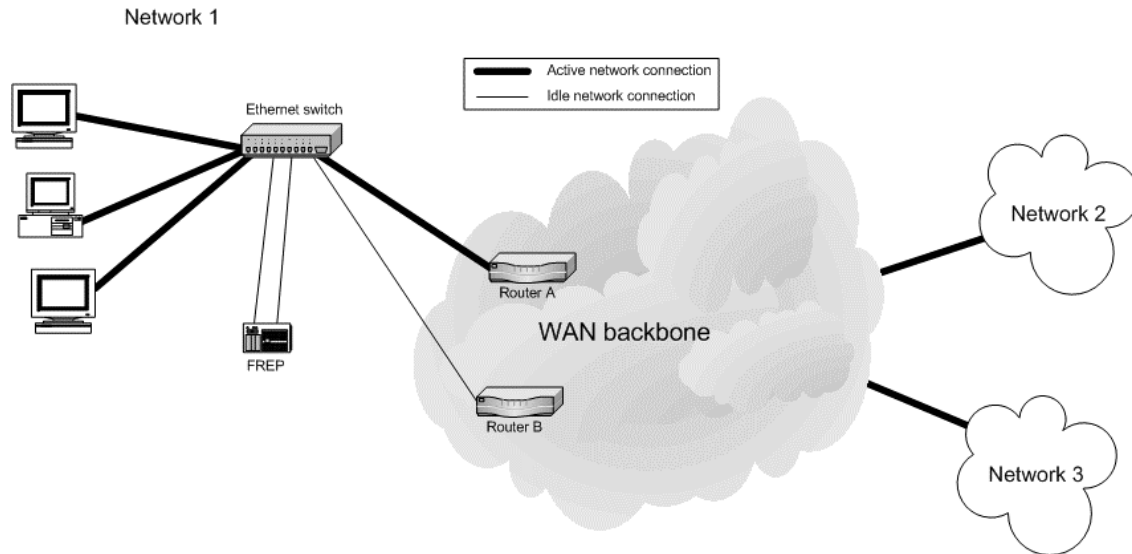 Network 1
Active network connection
Idle network connection
Ethernet switch
Network 2
Router A
WAN backbone
FREP
Router B
Network 3